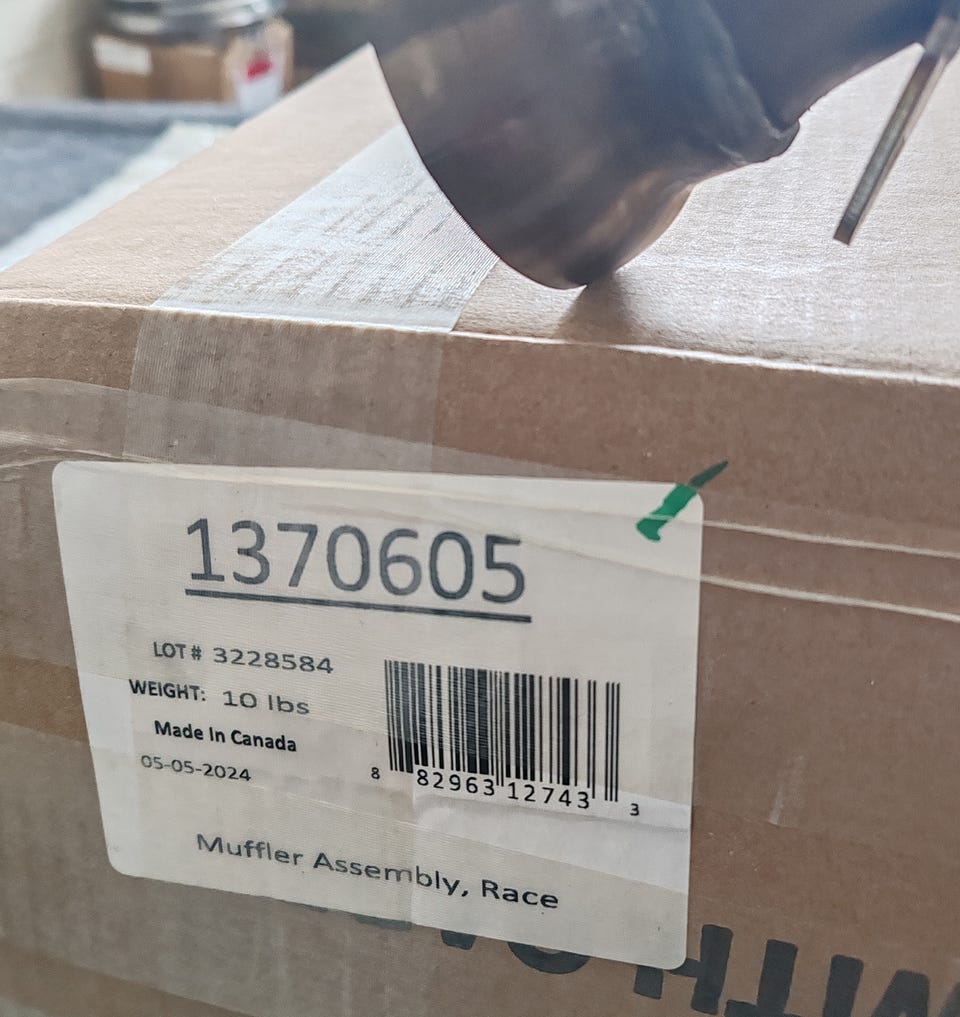 1370605
LOT # 3228584
WEIGHT: 10 lbs
Made In Canada
05-05-2024
8 82963 12743 3
Muffler Assembly, Race